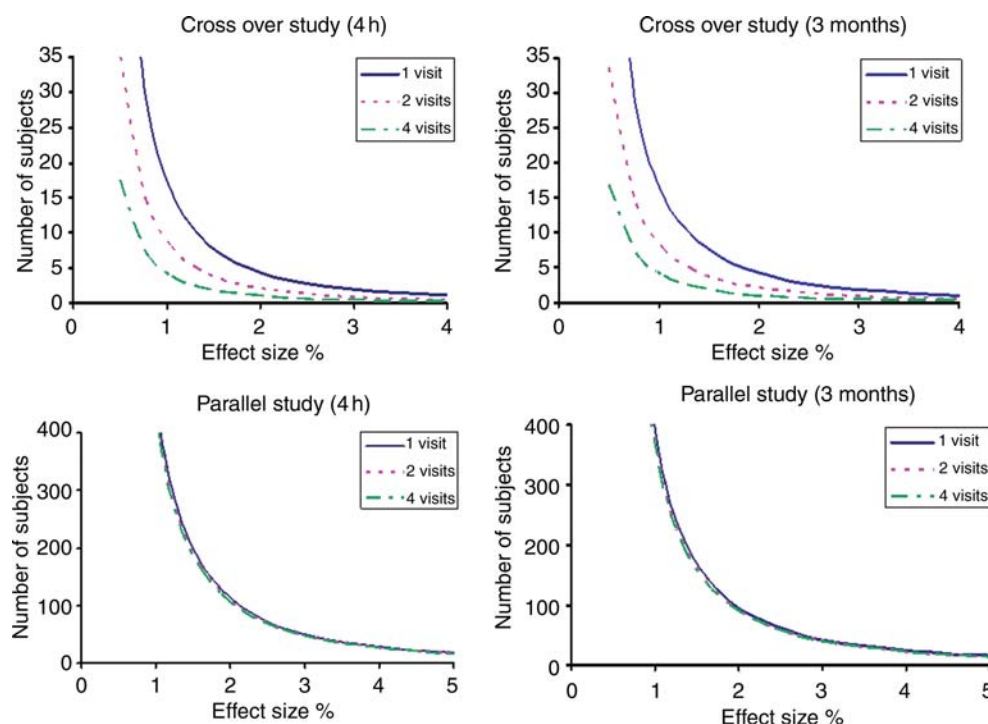 Cross over study (4 h)
Number of subjects
35
30
25
20
15
10
5
0
0 1 2 3 4
Effect size %
1 visit
2 visits
4 visits
Cross over study (3 months)
Number of subjects
35
30
25
20
15
10
5
0
0 1 2 3 4
Effect size %
1 visit
2 visits
4 visits
Parallel study (4 h)
Number of subjects
400
300
200
100
0
0 1 2 3 4 5
Effect size %
1 visit
2 visits
4 visits
Parallel study (3 months)
Number of subjects
400
300
200
100
0
0 1 2 3 4 5
Effect size %
1 visit
2 visits
4 visits